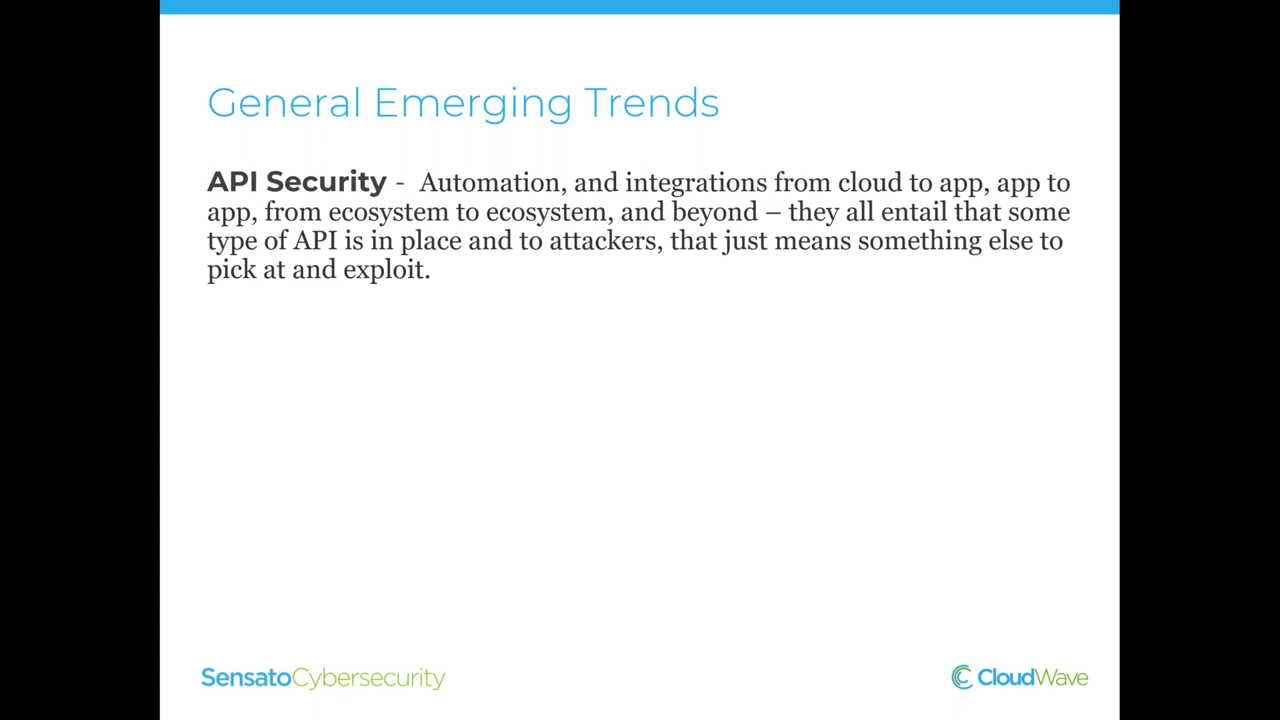 General Emerging Trends
API Security - Automation, and integrations from cloud to app, app to
app, from ecosystem to ecosystem, and beyond – they all entail that some
type of API is in place and to attackers, that just means something else to
pick at and exploit.
SensatoCybersecurity
CloudWave